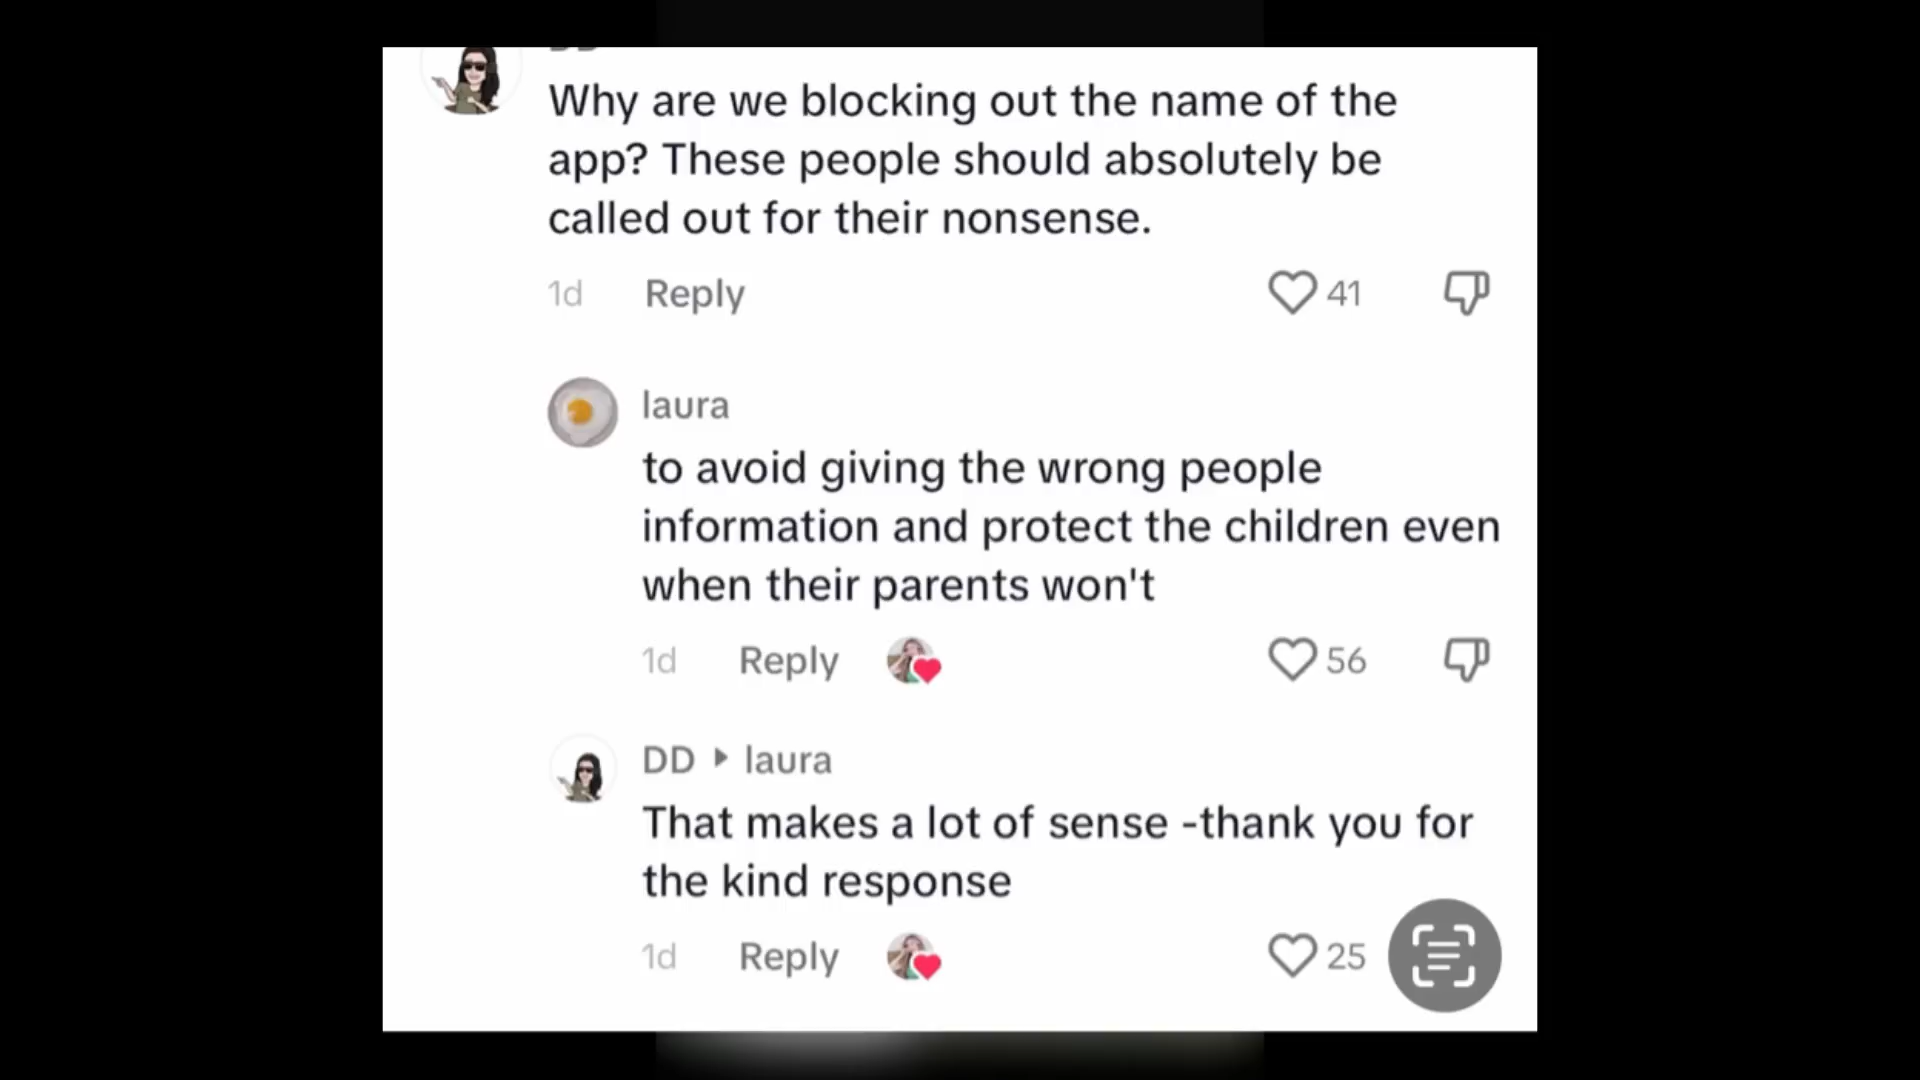 Why are we blocking out the name of the
app? These people should absolutely be
called out for their nonsense.
1d Reply 41
laura
to avoid giving the wrong people
information and protect the children even
when their parents won't
1d Reply 56
DD ▸ laura
That makes a lot of sense -thank you for
the kind response
1d Reply 25